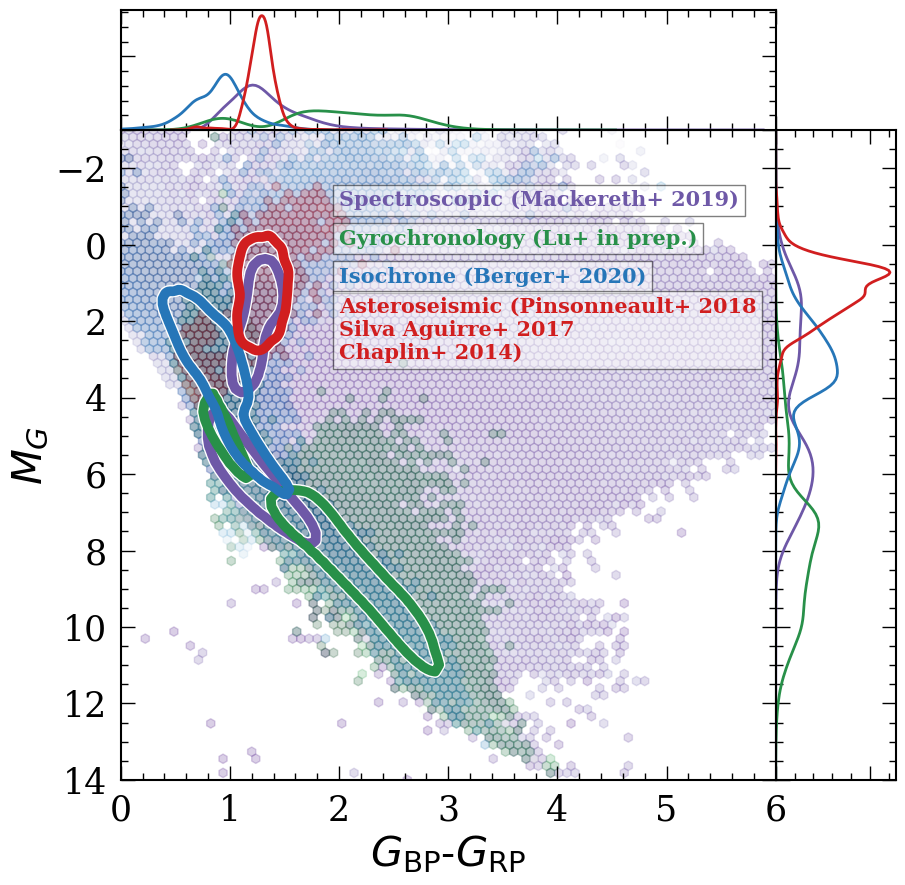 Spectroscopic (Mackereth+ 2019)
Gyrochronology (Lu+ in prep.)
Isochrone (Berger+ 2020)
Asteroseismic (Pinsonneault+ 2018
Silva Aguirre+ 2017
Chaplin+ 2014)
−2
0
2
4
6
8
10
12
14
M_G
0 1 2 3 4 5 6
G_BP-G_RP